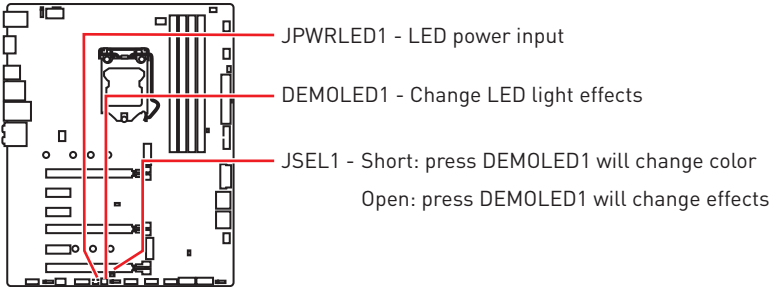 JPWRLED1 - LED power input
DEMOLED1 - Change LED light effects
JSEL1 - Short: press DEMOLED1 will change color
Open: press DEMOLED1 will change effects